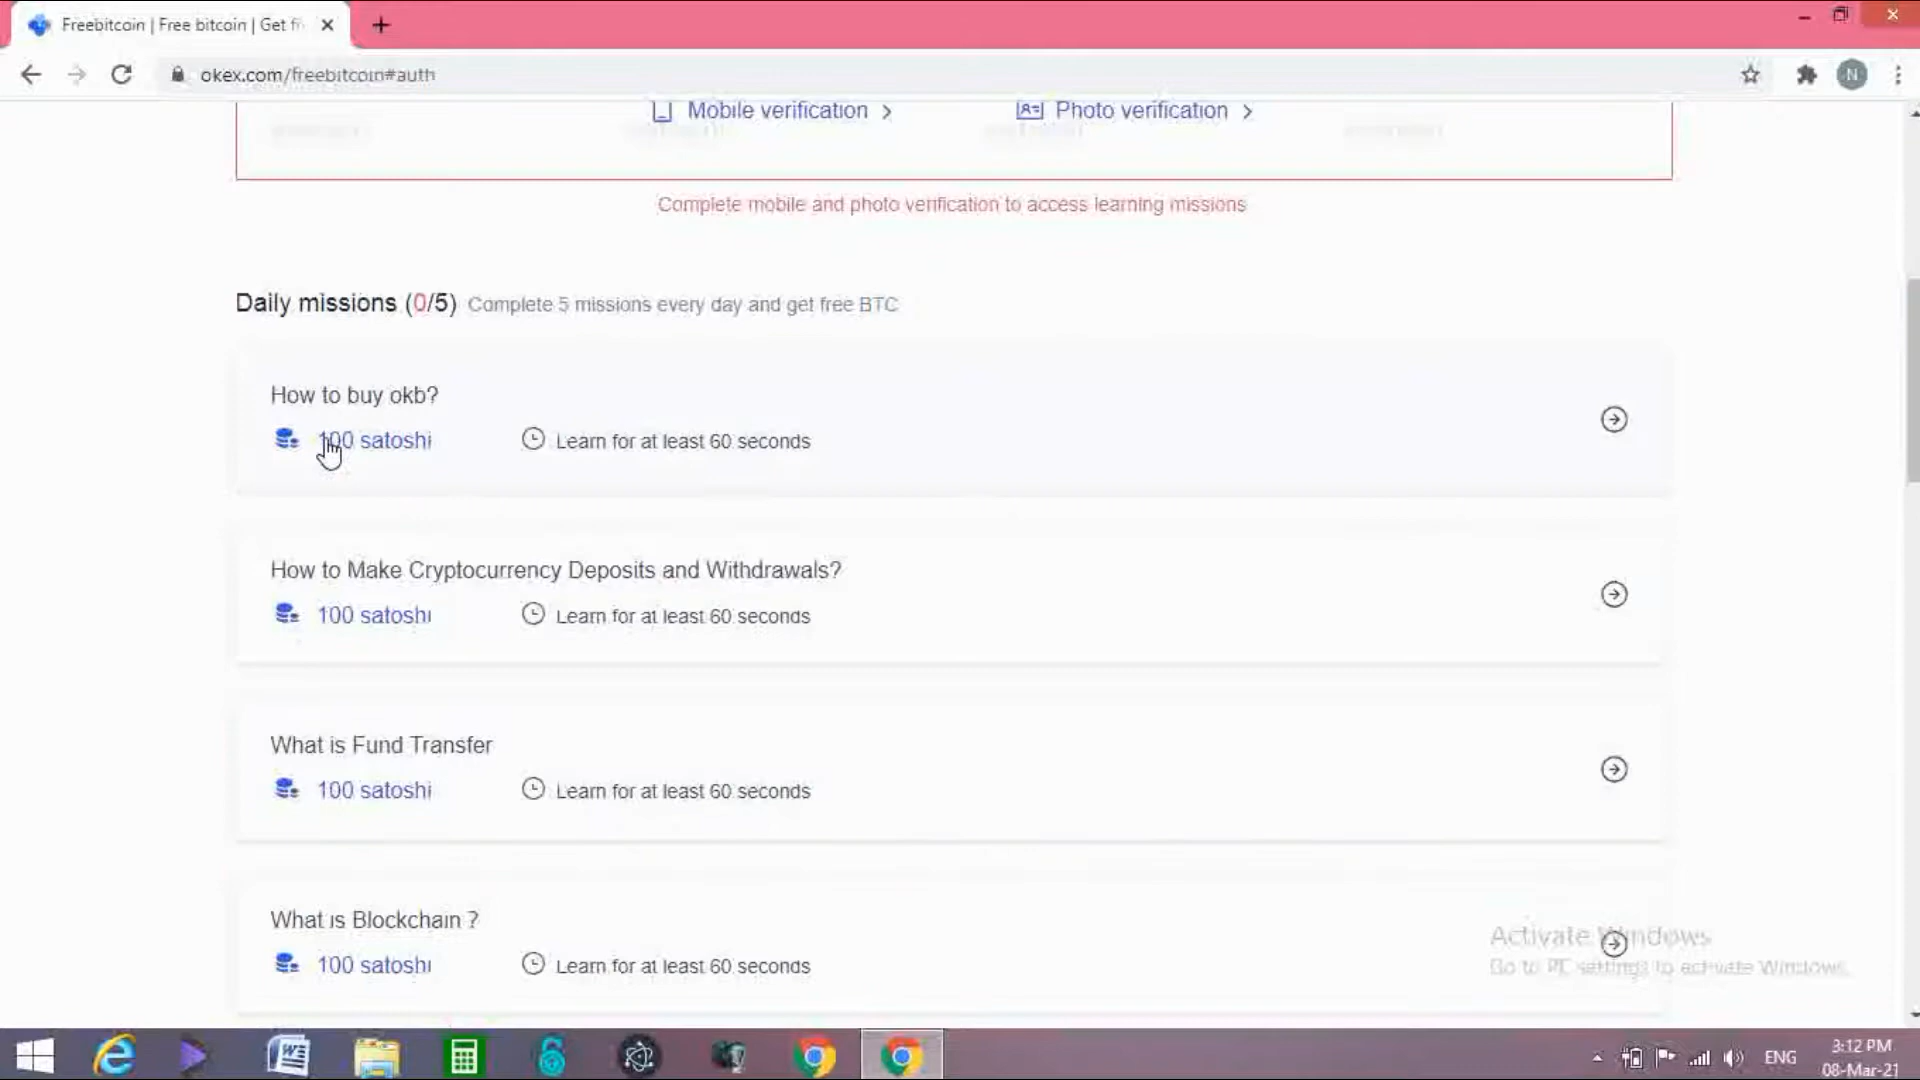 Freebitcoin | Free bitcoin | Get fr
okex.com/freebitcoin#auth
N
Mobile verification
Photo verification
Complete mobile and photo verification to access learning missions
Daily missions (0/5) Complete 5 missions every day and get free BTC
How to buy okb?
100 satoshi
Learn for at least 60 seconds
How to Make Cryptocurrency Deposits and Withdrawals?
100 satoshi
Learn for at least 60 seconds
What is Fund Transfer
100 satoshi
Learn for at least 60 seconds
What is Blockchain ?
100 satoshi
Learn for at least 60 seconds
Activate Windows
Go to PC settings to activate Windows.
ENG
3:12 PM
08-Mar-21